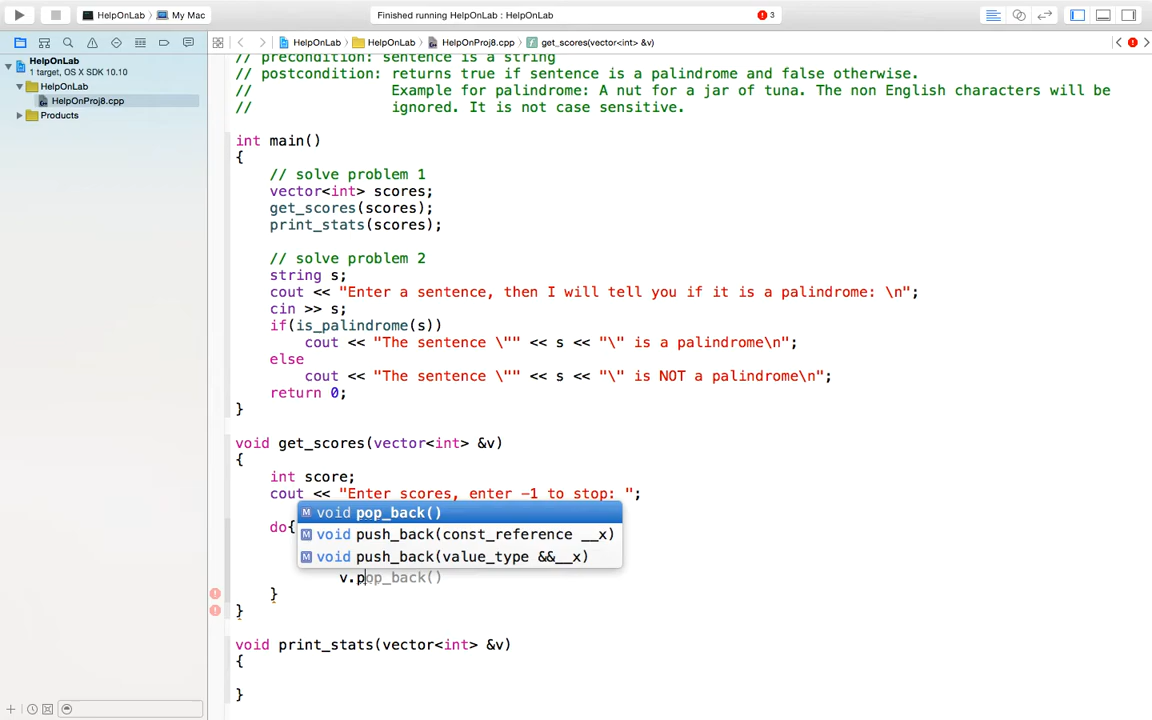 HelpOnLab 〉 My Mac
Finished running HelpOnLab : HelpOnLab
3
HelpOnLab
1 target, OS X SDK 10.10
HelpOnLab
HelpOnProj8.cpp
Products
HelpOnLab 〉 HelpOnLab 〉 HelpOnProj8.cpp 〉 get_scores(vector<int> &v)
// precondition: sentence is a string
// postcondition: returns true if sentence is a palindrome and false otherwise.
// Example for palindrome: A nut for a jar of tuna. The non English characters will be
// ignored. It is not case sensitive.
int main()
{
// solve problem 1
vector<int> scores;
get_scores(scores);
print_stats(scores);
// solve problem 2
string s;
cout << "Enter a sentence, then I will tell you if it is a palindrome: \n";
cin >> s;
if(is_palindrome(s))
cout << "The sentence \"" << s << "\" is a palindrome\n";
else
cout << "The sentence \"" << s << "\" is NOT a palindrome\n";
return 0;
}
void get_scores(vector<int> &v)
{
int score;
cout << "Enter scores, enter -1 to stop: ";
do{
void pop_back()
void push_back(const_reference __x)
void push_back(value_type &&__x)
v.pop_back()
}
}
void print_stats(vector<int> &v)
{
}